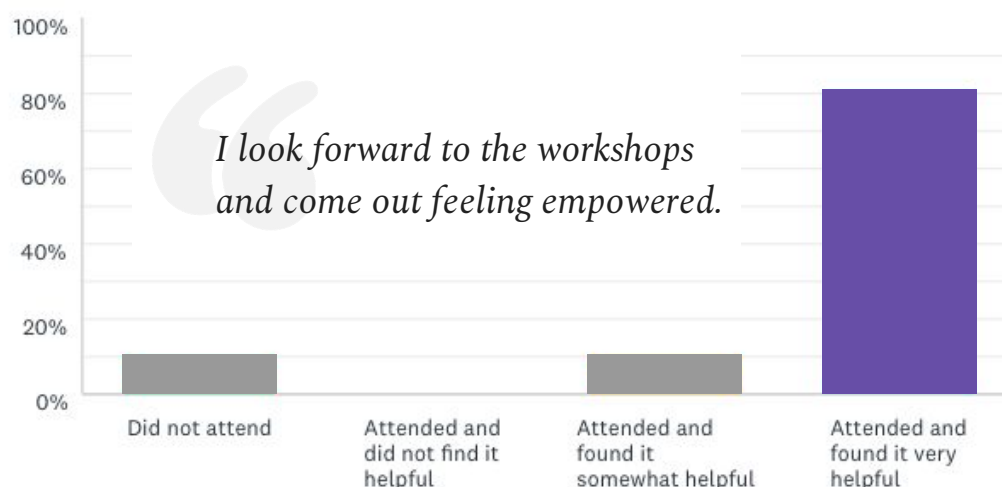 100%
80%
60%
40%
20%
0%
“
I look forward to the workshops
and come out feeling empowered.
Did not attend
Attended and
did not find it
helpful
Attended and
found it
somewhat helpful
Attended and
found it very
helpful